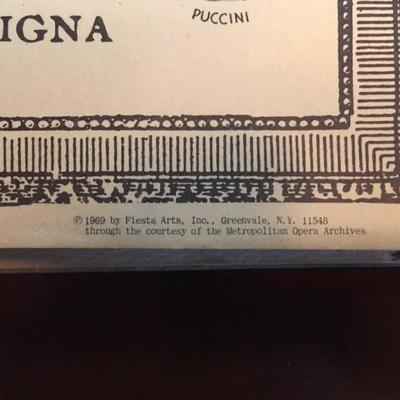 PUCCINI
IGNA
© 1969 by Fiesta Arts, Inc., Greenvale, N.Y. 11548
through the courtesy of the Metropolitan Opera Archives